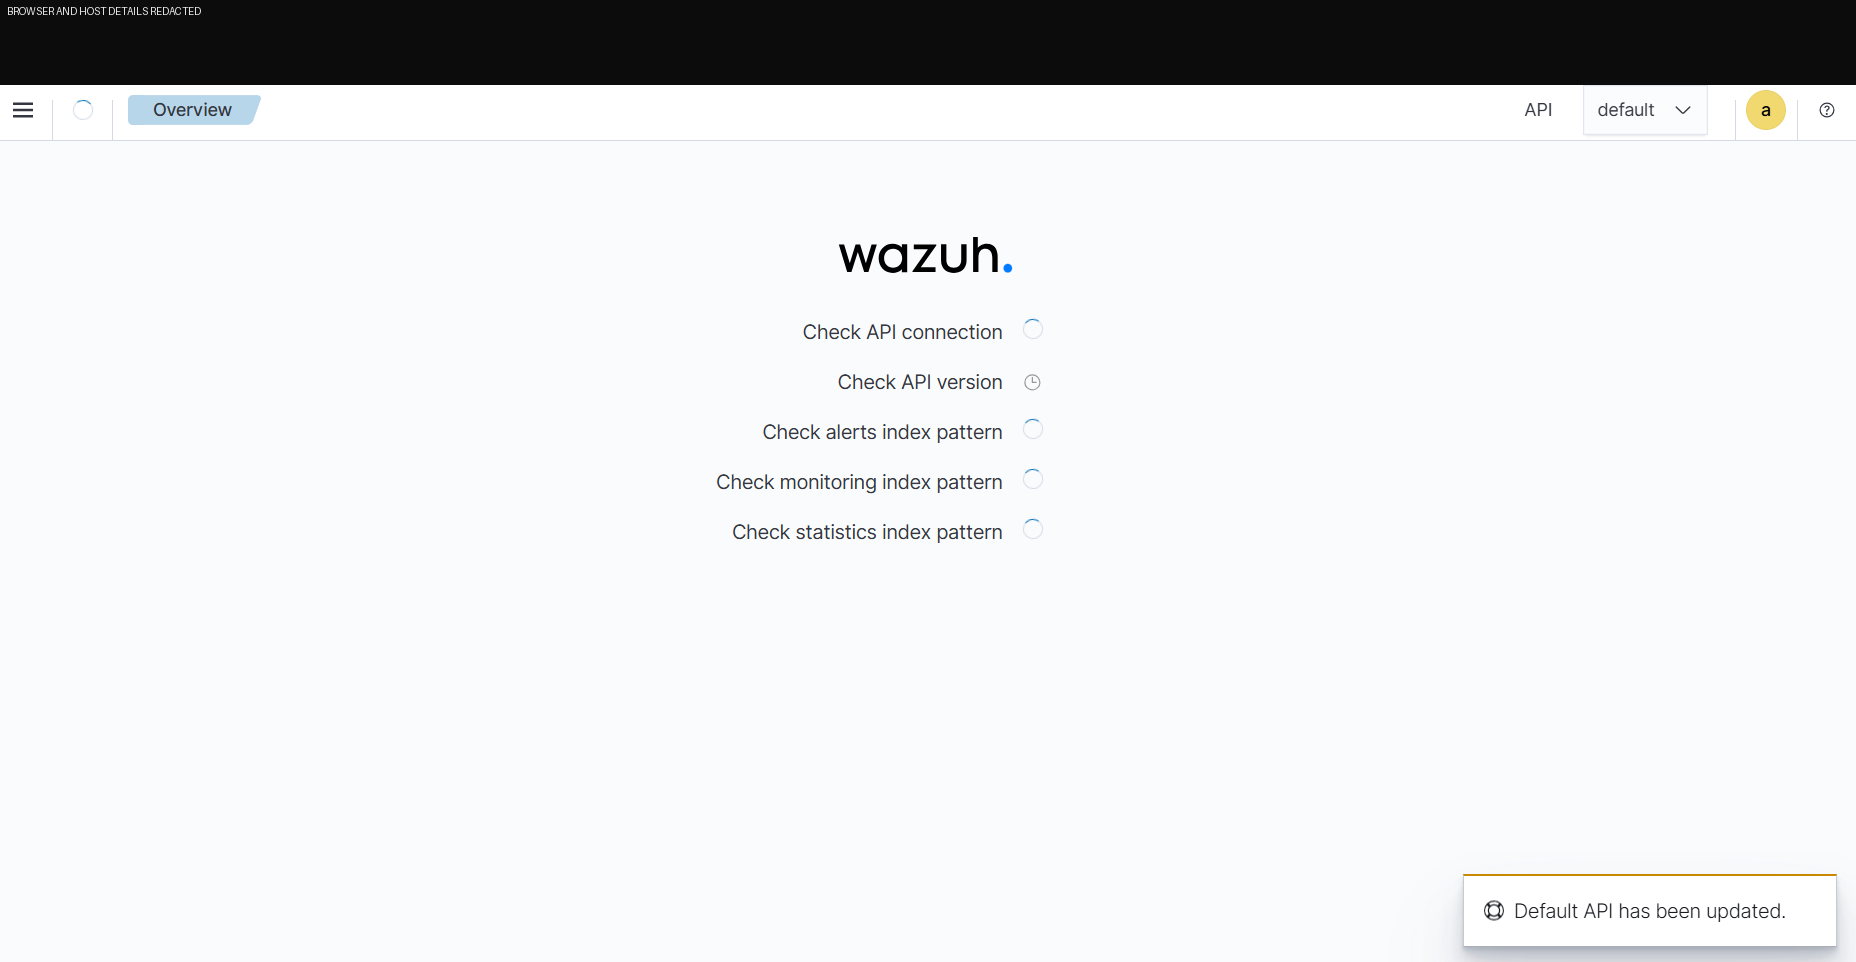 BROWSER AND HOST DETAILS REDACTED
Overview
API
default
a
wazuh.
Check API connection
Check API version
Check alerts index pattern
Check monitoring index pattern
Check statistics index pattern
Default API has been updated.